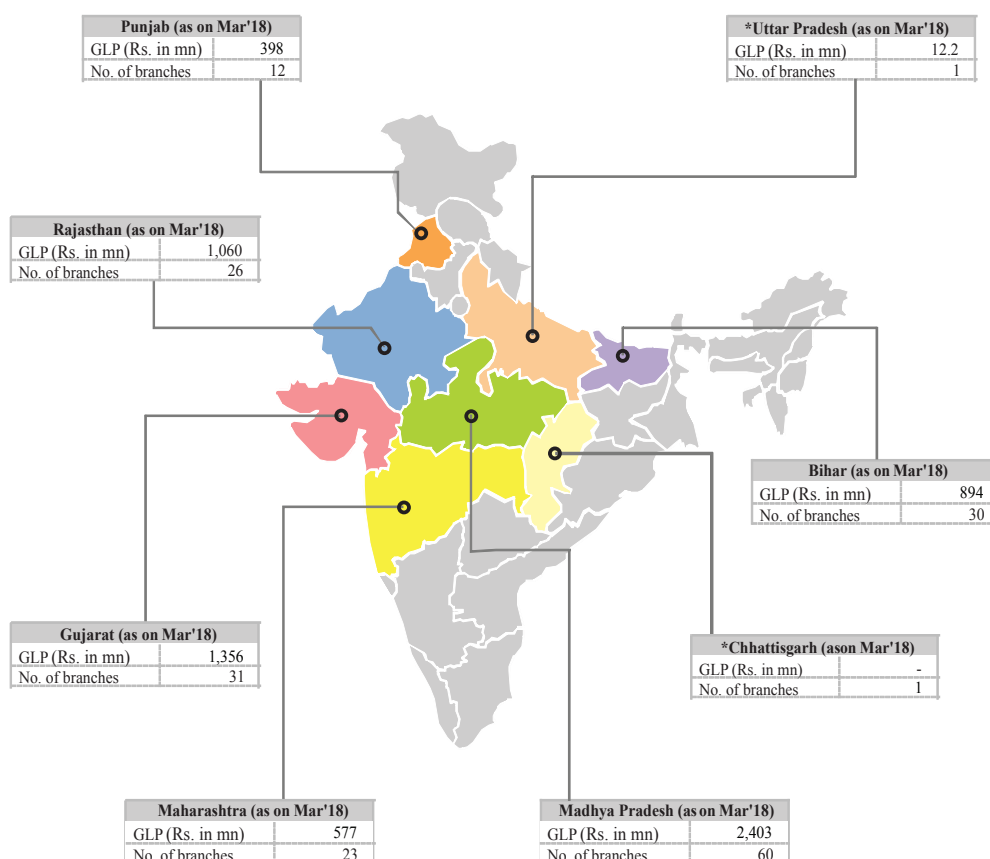 Punjab (as on Mar'18)
GLP (Rs. in mn) 398
No. of branches 12
*Uttar Pradesh (as on Mar'18)
GLP (Rs. in mn) 12.2
No. of branches 1
Rajasthan (as on Mar'18)
GLP (Rs. in mn) 1,060
No. of branches 26
Bihar (as on Mar'18)
GLP (Rs. in mn) 894
No. of branches 30
Gujarat (as on Mar'18)
GLP (Rs. in mn) 1,356
No. of branches 31
*Chhattisgarh (ason Mar'18)
GLP (Rs. in mn) -
No. of branches 1
Maharashtra (as on Mar'18)
GLP (Rs. in mn) 577
No. of branches 23
Madhya Pradesh (as on Mar'18)
GLP (Rs. in mn) 2,403
No. of branches 60